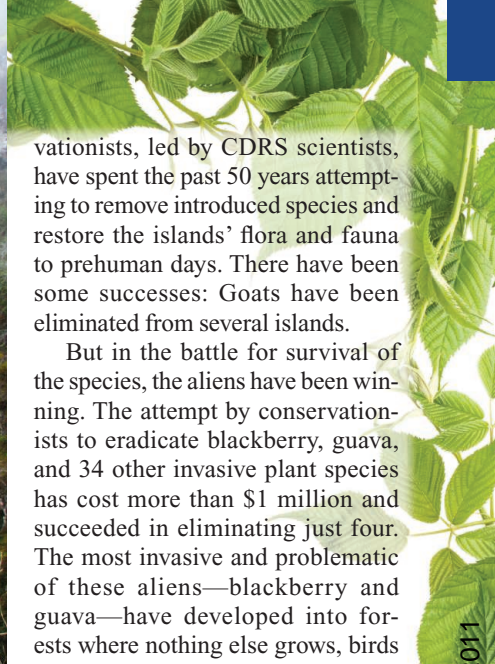 vationists, led by CDRS scientists,
have spent the past 50 years attempt-
ing to remove introduced species and
restore the islands’ flora and fauna
to prehuman days. There have been
some successes: Goats have been
eliminated from several islands.
But in the battle for survival of
the species, the aliens have been win-
ning. The attempt by conservation-
ists to eradicate blackberry, guava,
and 34 other invasive plant species
has cost more than $1 million and
succeeded in eliminating just four.
The most invasive and problematic
of these aliens—blackberry and
guava—have developed into for-
ests where nothing else grows, birds
011